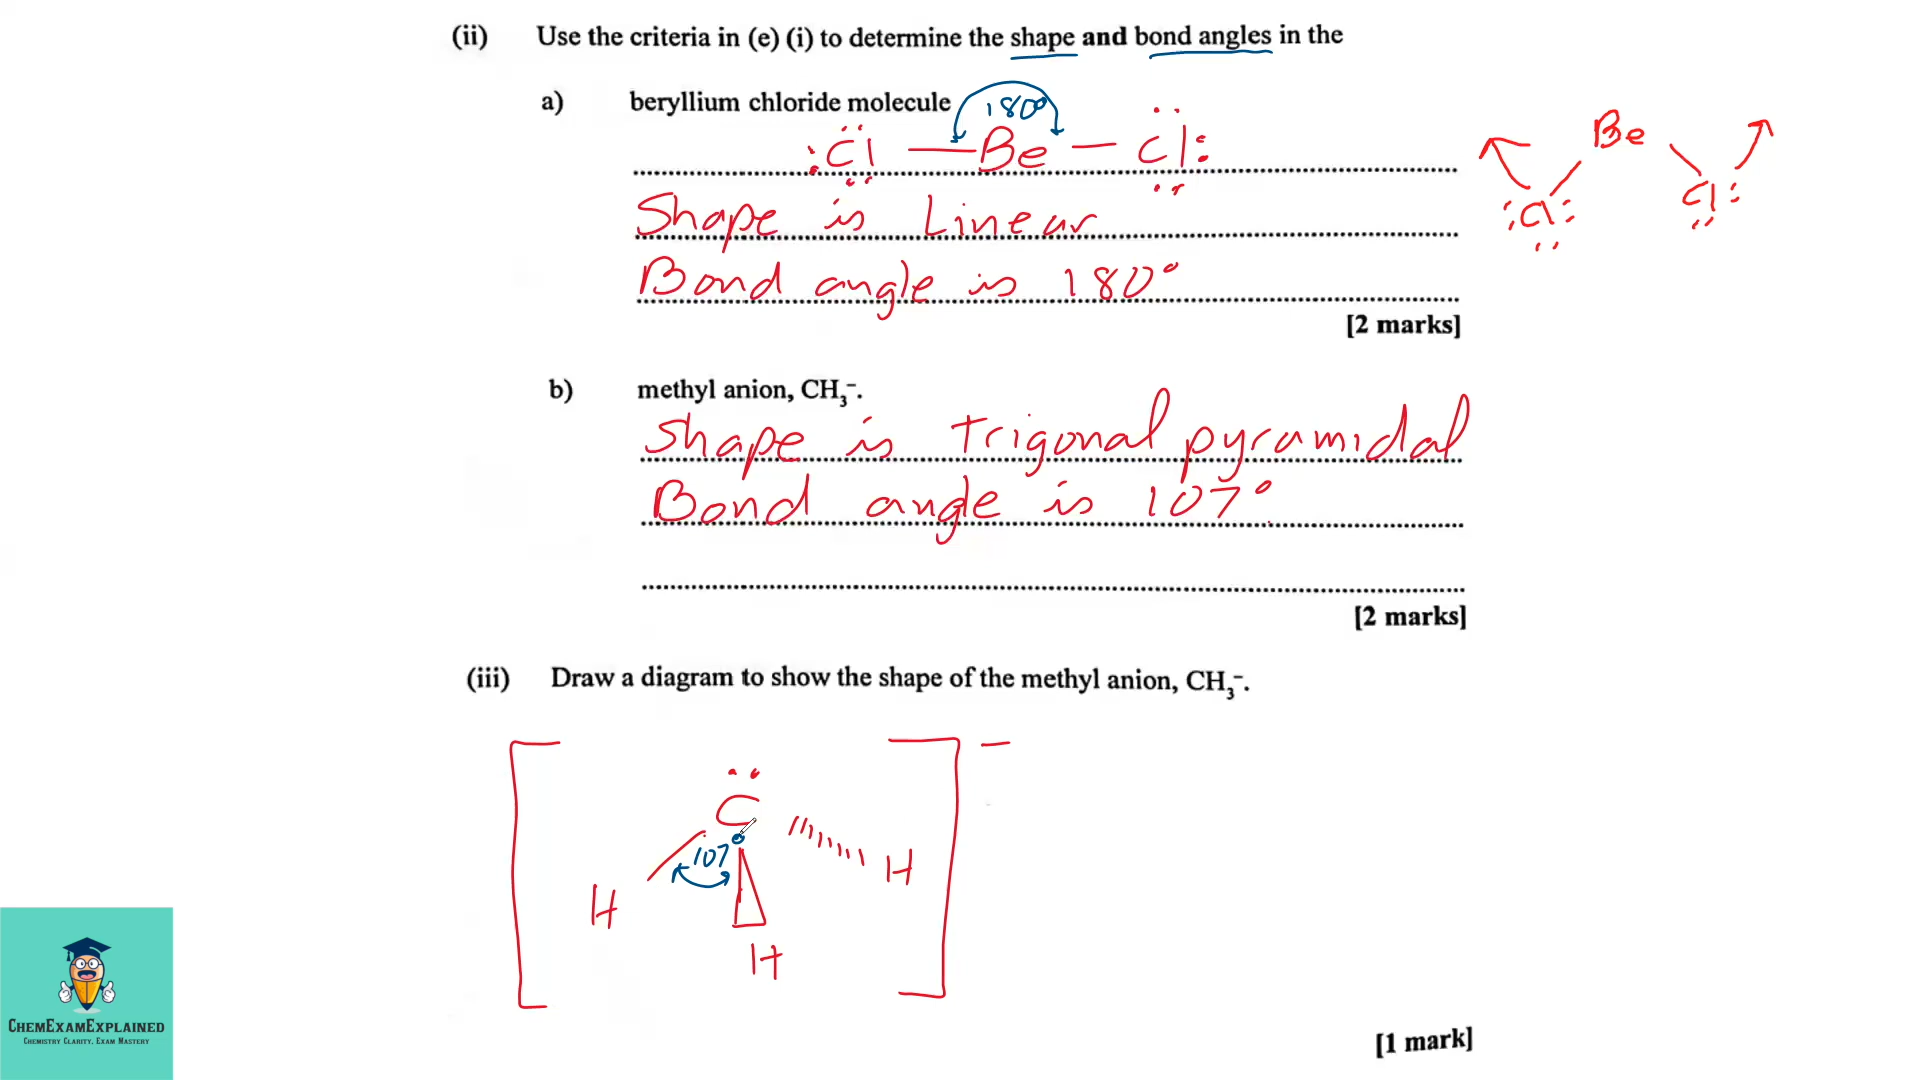 (ii) Use the criteria in (e) (i) to determine the shape and bond angles in the
a) beryllium chloride molecule
180°
:Cl — Be — Cl:
Be
:Cl: Cl:
Shape is Linear
Bond angle is 180°
[2 marks]
b) methyl anion, CH₃⁻.
Shape is trigonal pyramidal
Bond angle is 107°
[2 marks]
(iii) Draw a diagram to show the shape of the methyl anion, CH₃⁻.
[ ] −
C
107°
H
H
H
[1 mark]
CHEMEXAMEXPLAINED
CHEMISTRY CLARITY, EXAM MASTERY